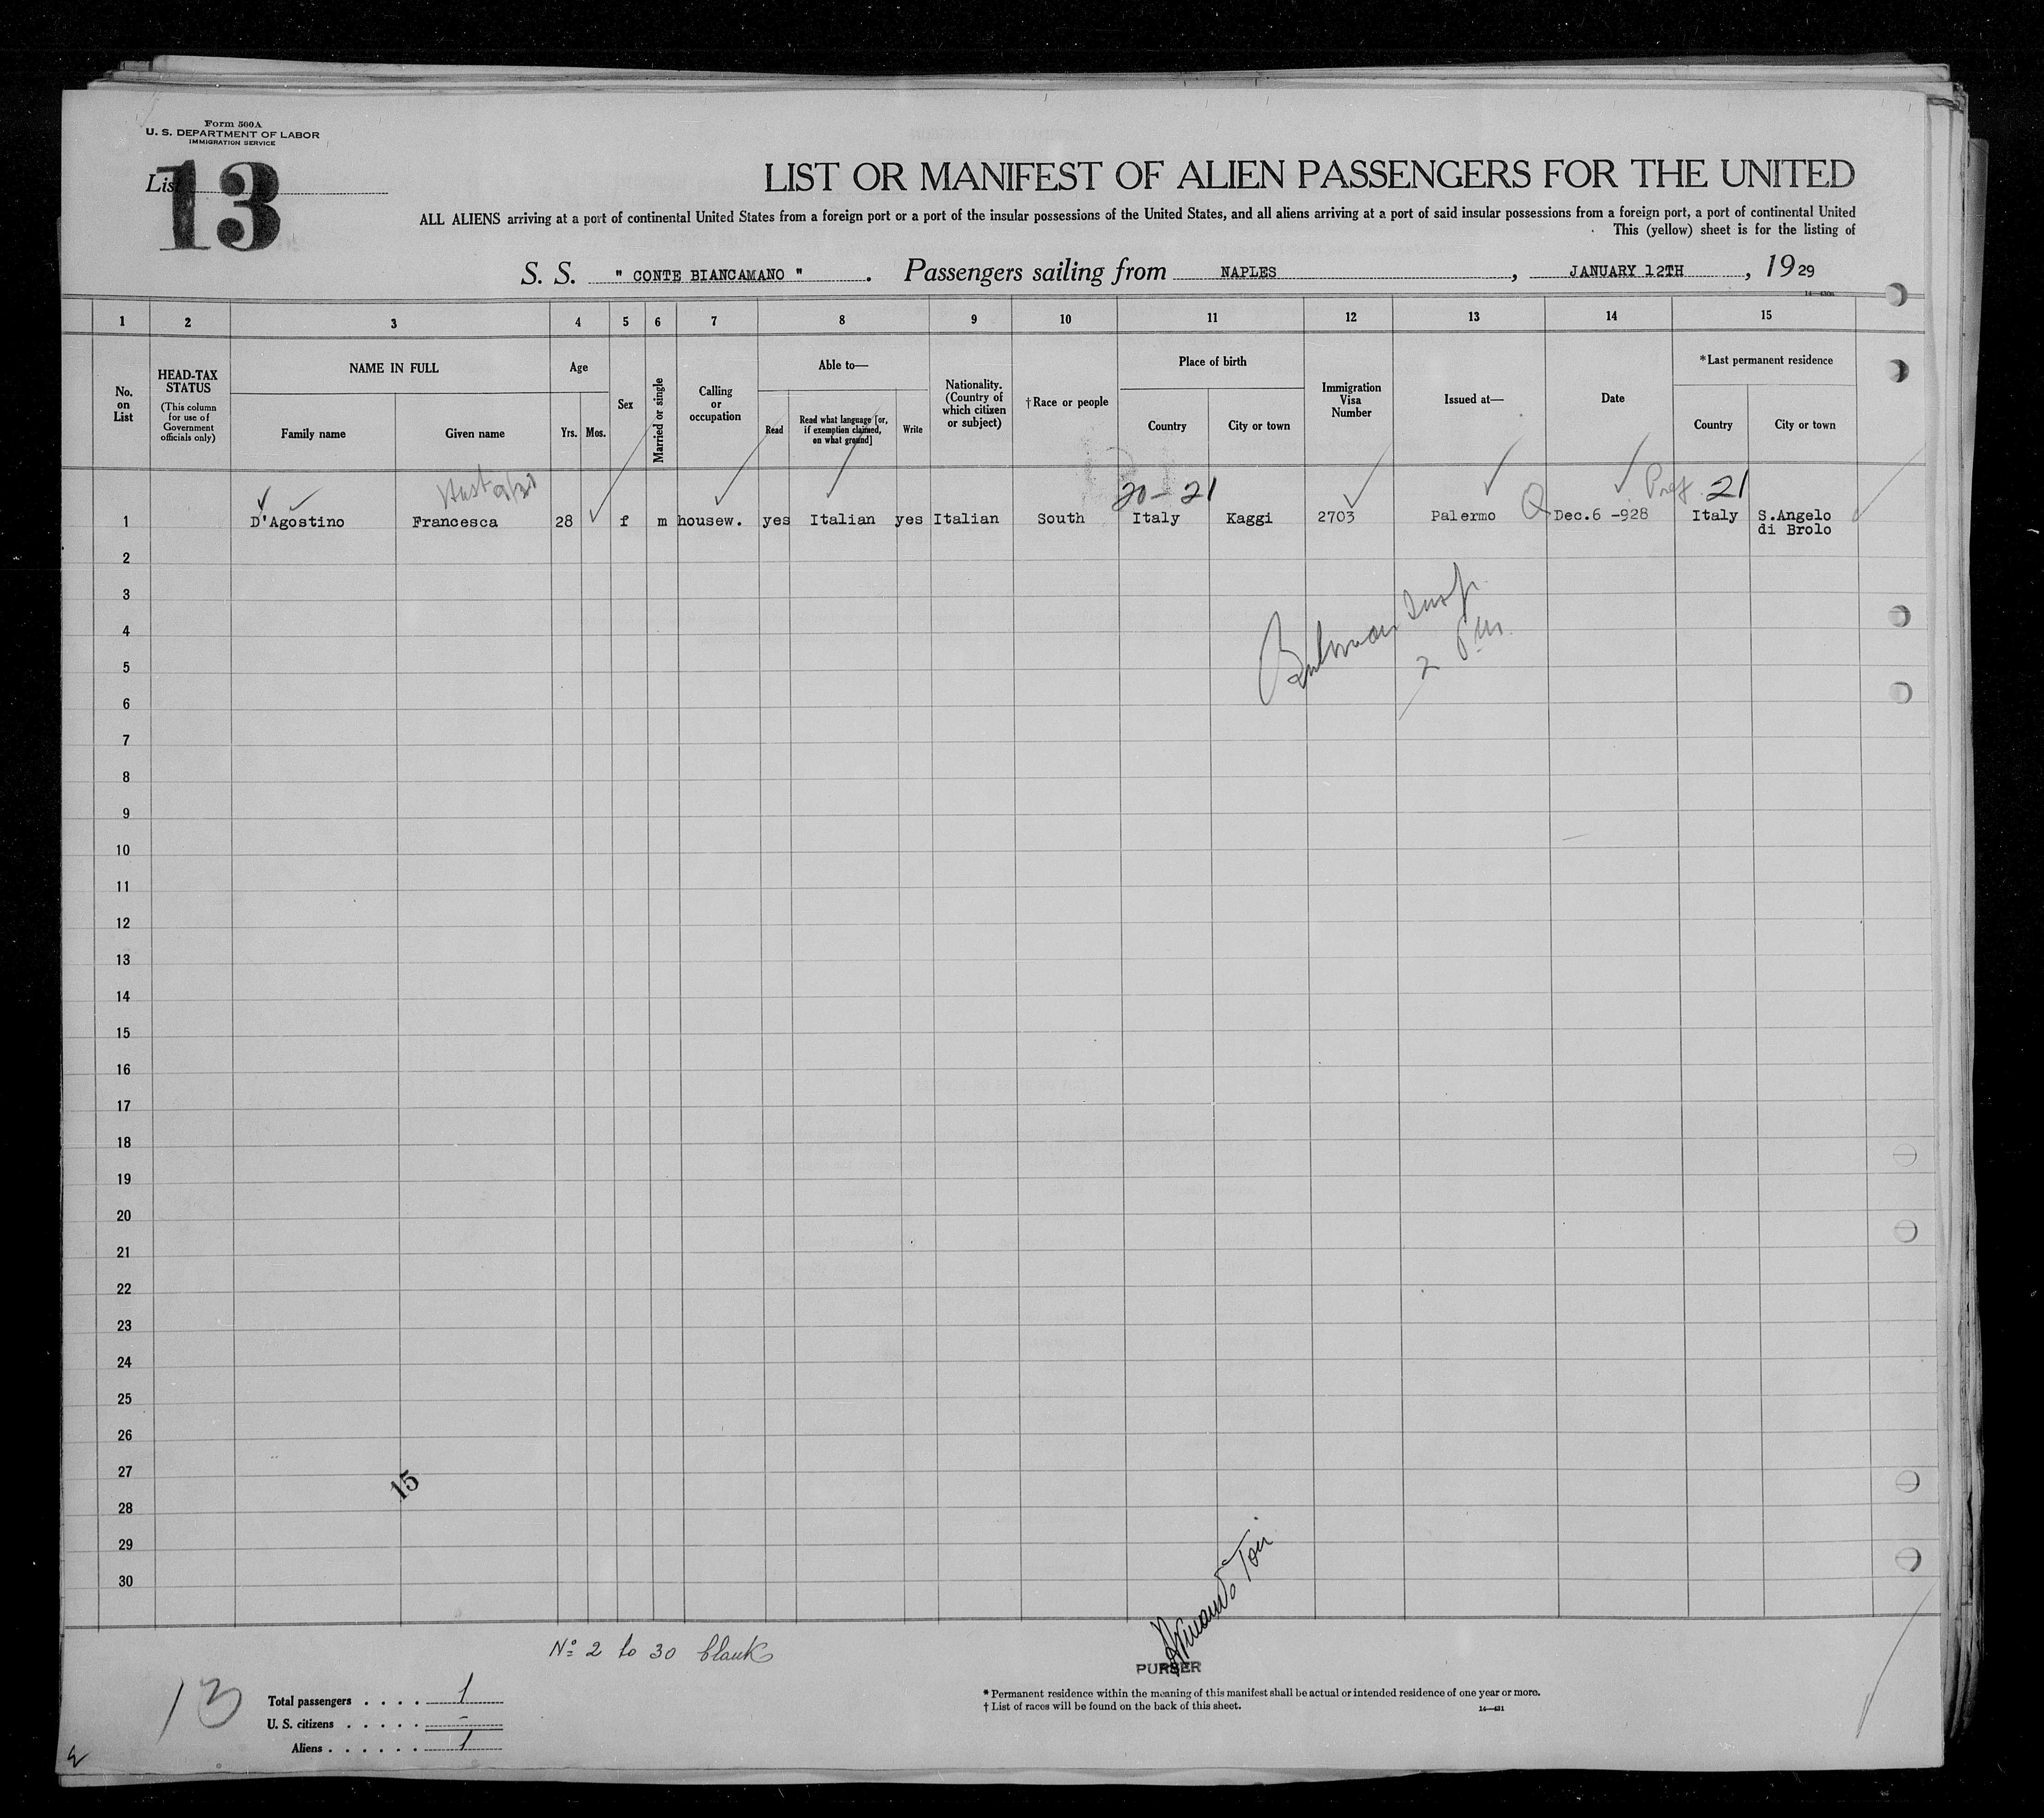 Form 500A
U. S. DEPARTMENT OF LABOR
IMMIGRATION SERVICE
List 13
LIST OR MANIFEST OF ALIEN PASSENGERS FOR THE UNITED
ALL ALIENS arriving at a port of continental United States from a foreign port or a port of the insular possessions of the United States, and all aliens arriving at a port of said insular possessions from a foreign port, a port of continental United
This (yellow) sheet is for the listing of
S. S. " CONTE BIANCAMANO ". Passengers sailing from NAPLES, JANUARY 12TH, 1929
1 2 3 4 5 6 7 8 9 10 11 12 13 14 15
No. on List
HEAD-TAX STATUS
(This column for use of Government officials only)
NAME IN FULL
Family name
Given name
Age
Yrs.
Mos.
Sex
Married or single
Calling or occupation
Able to—
Read
Read what language [or, if exemption claimed, on what ground]
Write
Nationality. (Country of which citizen or subject)
†Race or people
Place of birth
Country
City or town
Immigration Visa Number
Issued at—
Date
*Last permanent residence
Country
City or town
20-21
Pref 21
1 D'Agostino Francesca 28 f m housew. yes Italian yes Italian South Italy Kaggi 2703 Palermo Q Dec.6 -928 Italy S.Angelo
di Brolo
2
3
4
5
6
7
8
9
10
11
12
13
14
15
16
17
18
19
20
21
22
23
24
25
26
27
15
28
29
30
No 2 to 30 blank
PURSER
13
Total passengers . . . . 1
U. S. citizens . . . . . -
Aliens . . . . . . 1
* Permanent residence within the meaning of this manifest shall be actual or intended residence of one year or more.
† List of races will be found on the back of this sheet.
14—421